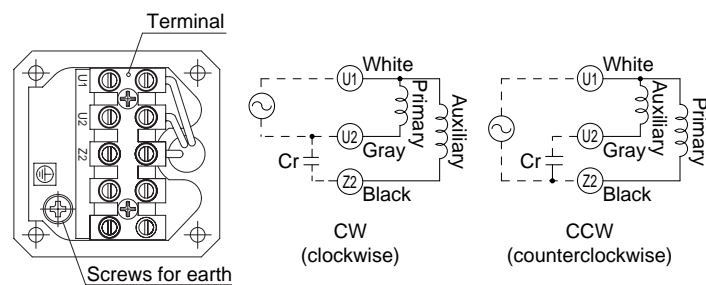 Terminal
U1
U2
Z2
Screws for earth
U1
White
Primary
Auxiliary
U2
Gray
Cr
Z2
Black
CW
(clockwise)
U1
White
Auxiliary
Primary
U2
Gray
Cr
Z2
Black
CCW
(counterclockwise)